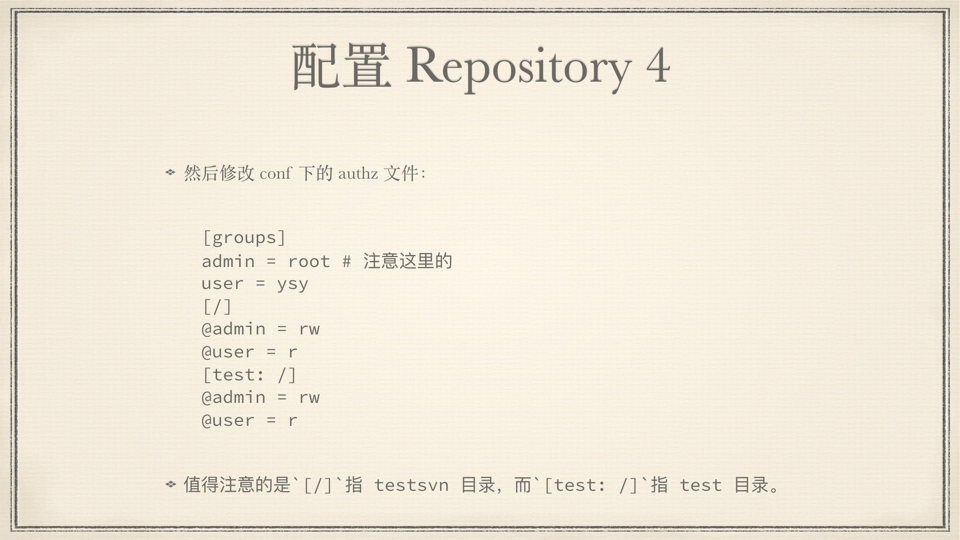 配置 Repository 4
然后修改 conf 下的 authz 文件：
[groups]
admin = root # 注意这里的
user = ysy
[/]
@admin = rw
@user = r
[test: /]
@admin = rw
@user = r
值得注意的是`[/]`指 testsvn 目录，而`[test: /]`指 test 目录。